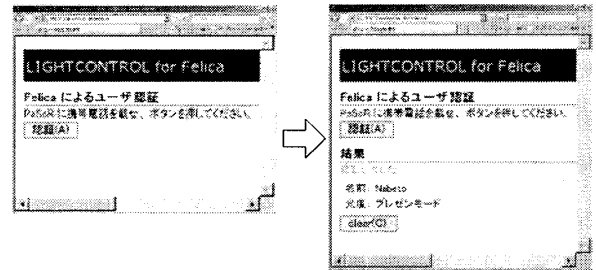 LIGHTCONTROL for Felica
Felica によるユーザ認証
PaSoRiに携帯電話を載せ、ボタンを押してください。
認証(A)
LIGHTCONTROL for Felica
Felica によるユーザ認証
PaSoRiに携帯電話を載せ、ボタンを押してください。
認証(A)
結果
名前: Nabeto
光環: プレゼンモード
clear(C)